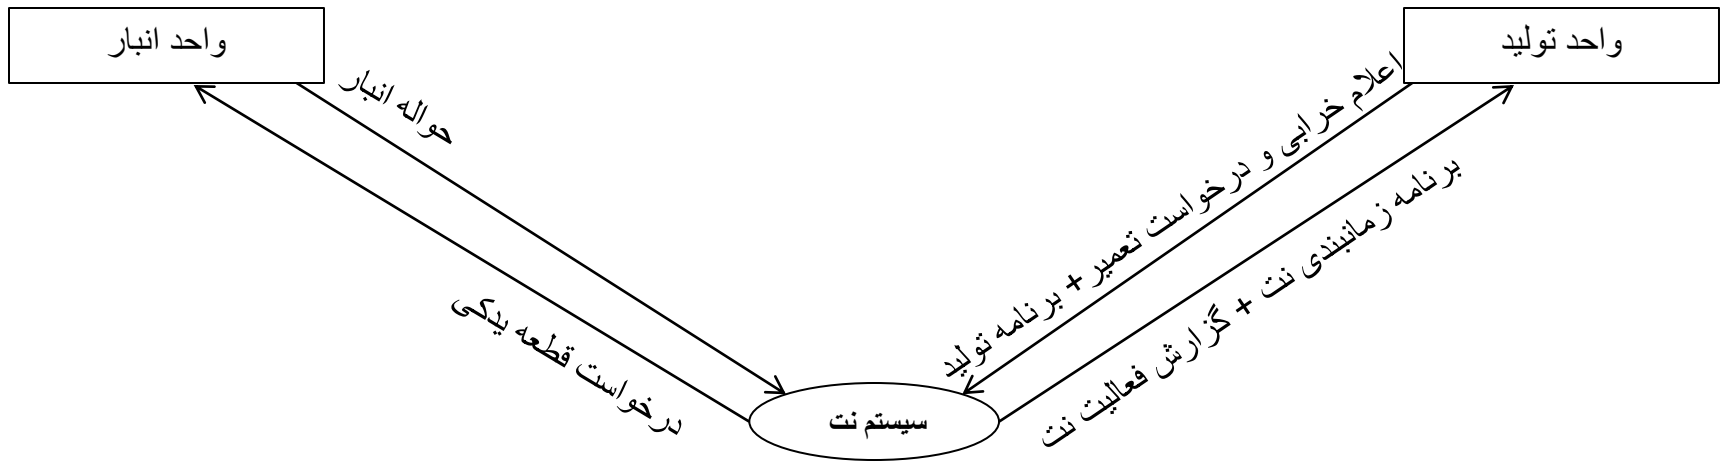 واحد تولید
واحد انبار
اعلام خرابی و درخواست تعمیر+ برنامه تولید
حواله انبار
برنامه زمانبندی نت + گزارش فعالیت نت
درخواست قطعه یدکی
سیستم نت